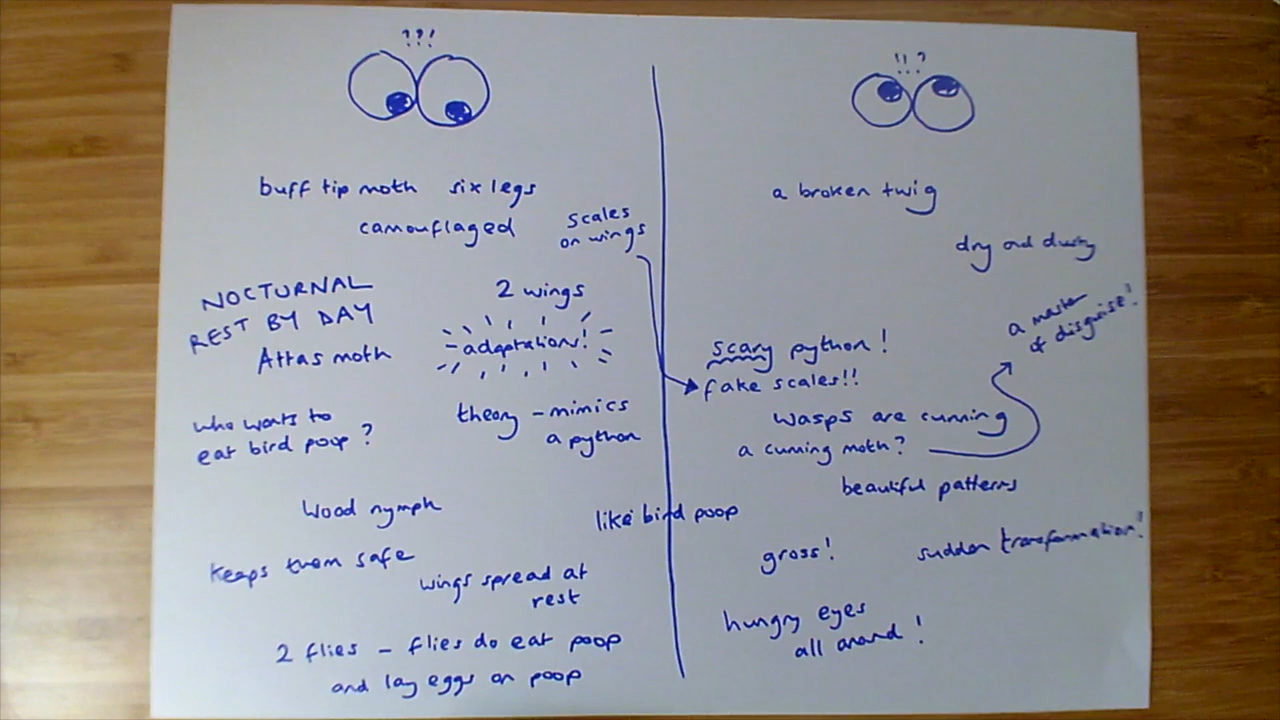 ???
buff tip moth six legs
camouflaged
scales
on wings
NOCTURNAL
REST BY DAY
2 wings
adaptations!
Attas moth
who wants to
eat bird poop?
theory - mimics
a python
Wood nymph
like bird poop
keeps them safe
wings spread at
rest
2 flies - flies do eat poop
and lay eggs on poop
!!?
a broken twig
dry and dusty
a master
of disguise!
scary python!
fake scales!!
wasps are cunning
a cunning moth?
beautiful patterns
gross!
sudden transformation!
hungry eyes
all around!